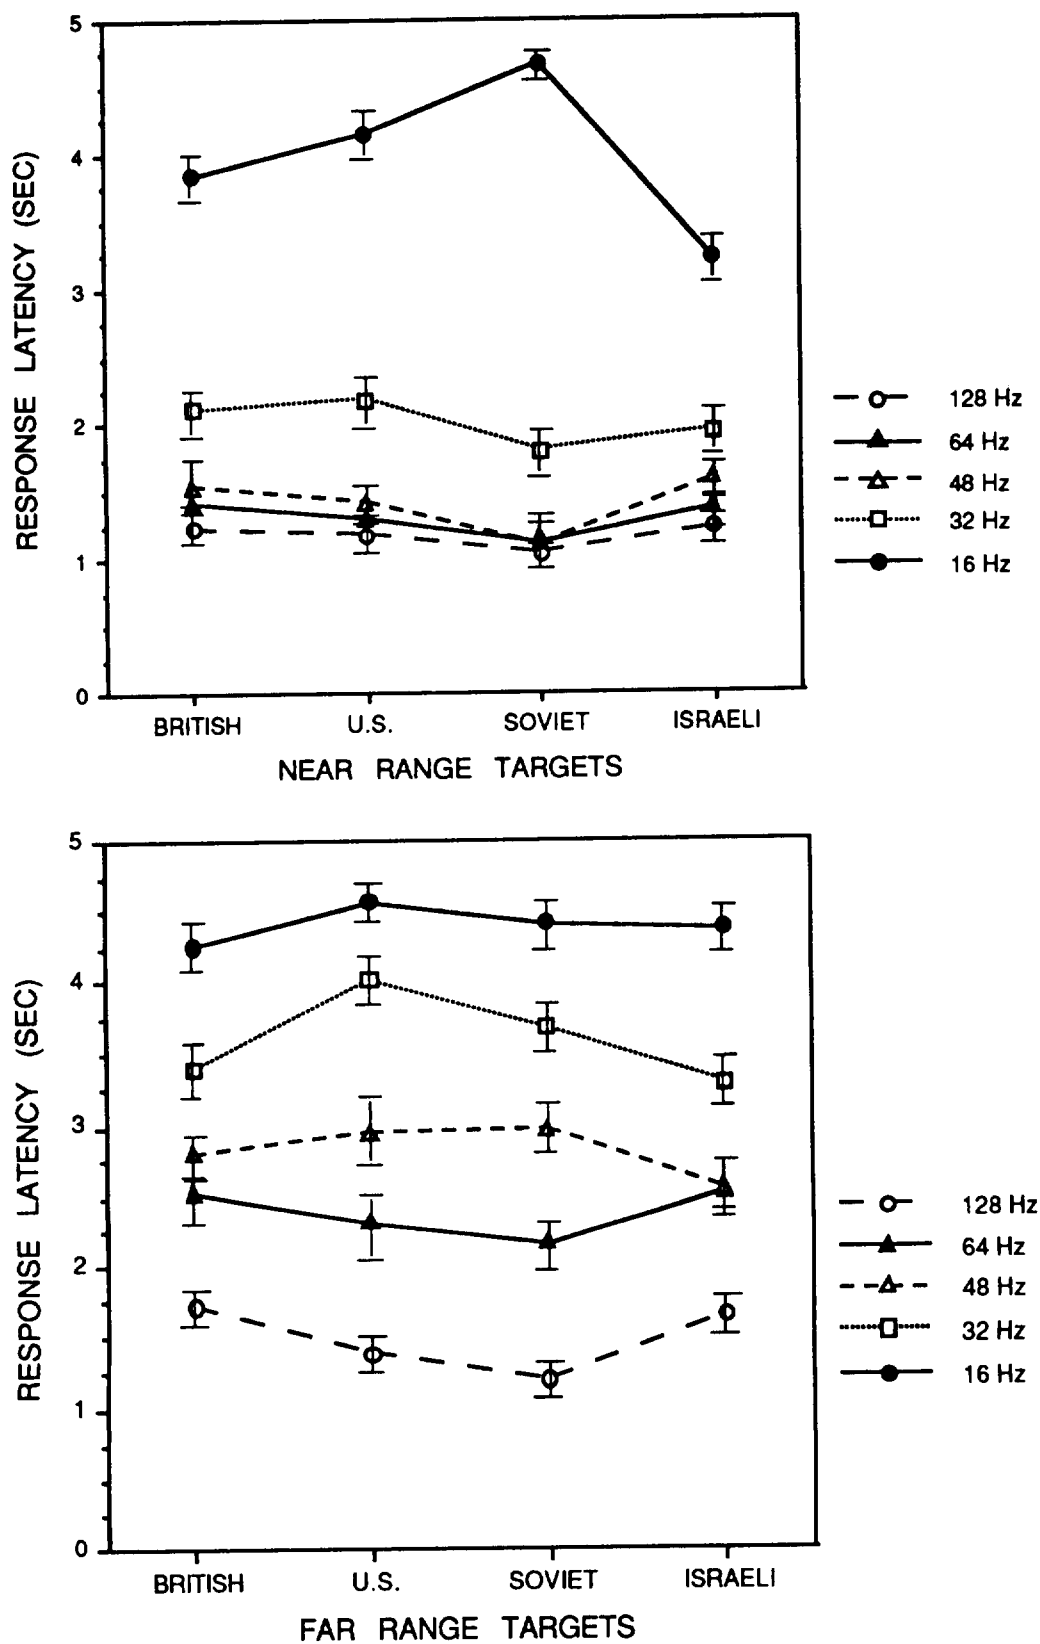 5
4
3
2
1
0
RESPONSE LATENCY (SEC)
BRITISH U.S. SOVIET ISRAELI
NEAR RANGE TARGETS
128 Hz
64 Hz
48 Hz
32 Hz
16 Hz
5
4
3
2
1
0
RESPONSE LATENCY (SEC)
BRITISH U.S. SOVIET ISRAELI
FAR RANGE TARGETS
128 Hz
64 Hz
48 Hz
32 Hz
16 Hz